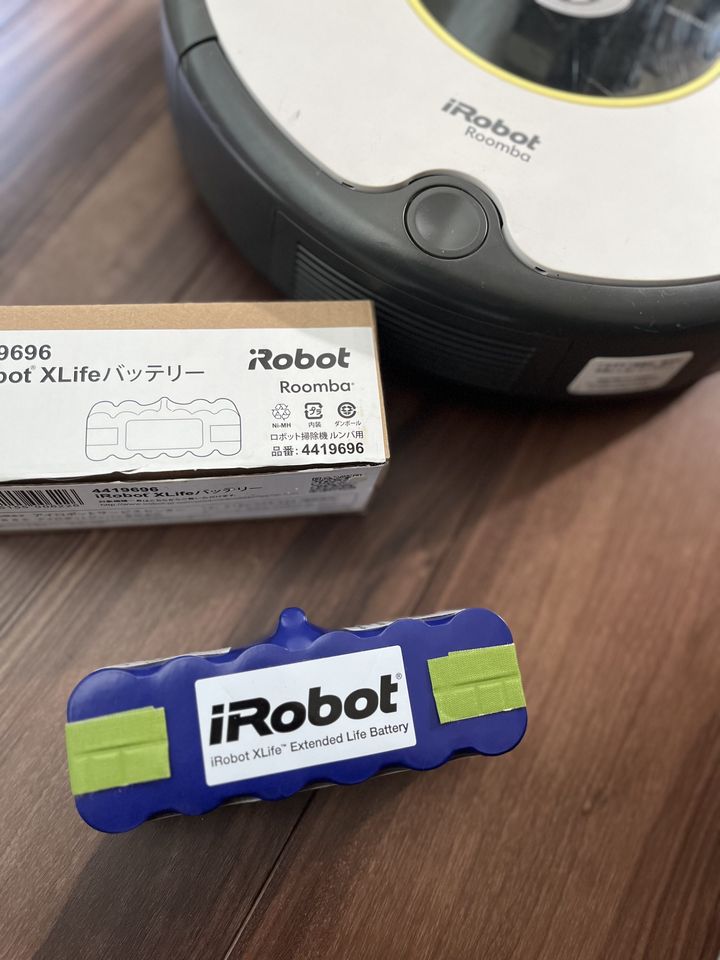 iRobot
Roomba
9696
bot® XLifeバッテリー
iRobot
Roomba®
Ni-MH 内装 ダンボール
ロボット掃除機 ルンバ用
品番: 4419696
4419696
iRobot® XLifeバッテリー
iRobot®
iRobot XLife™ Extended Life Battery